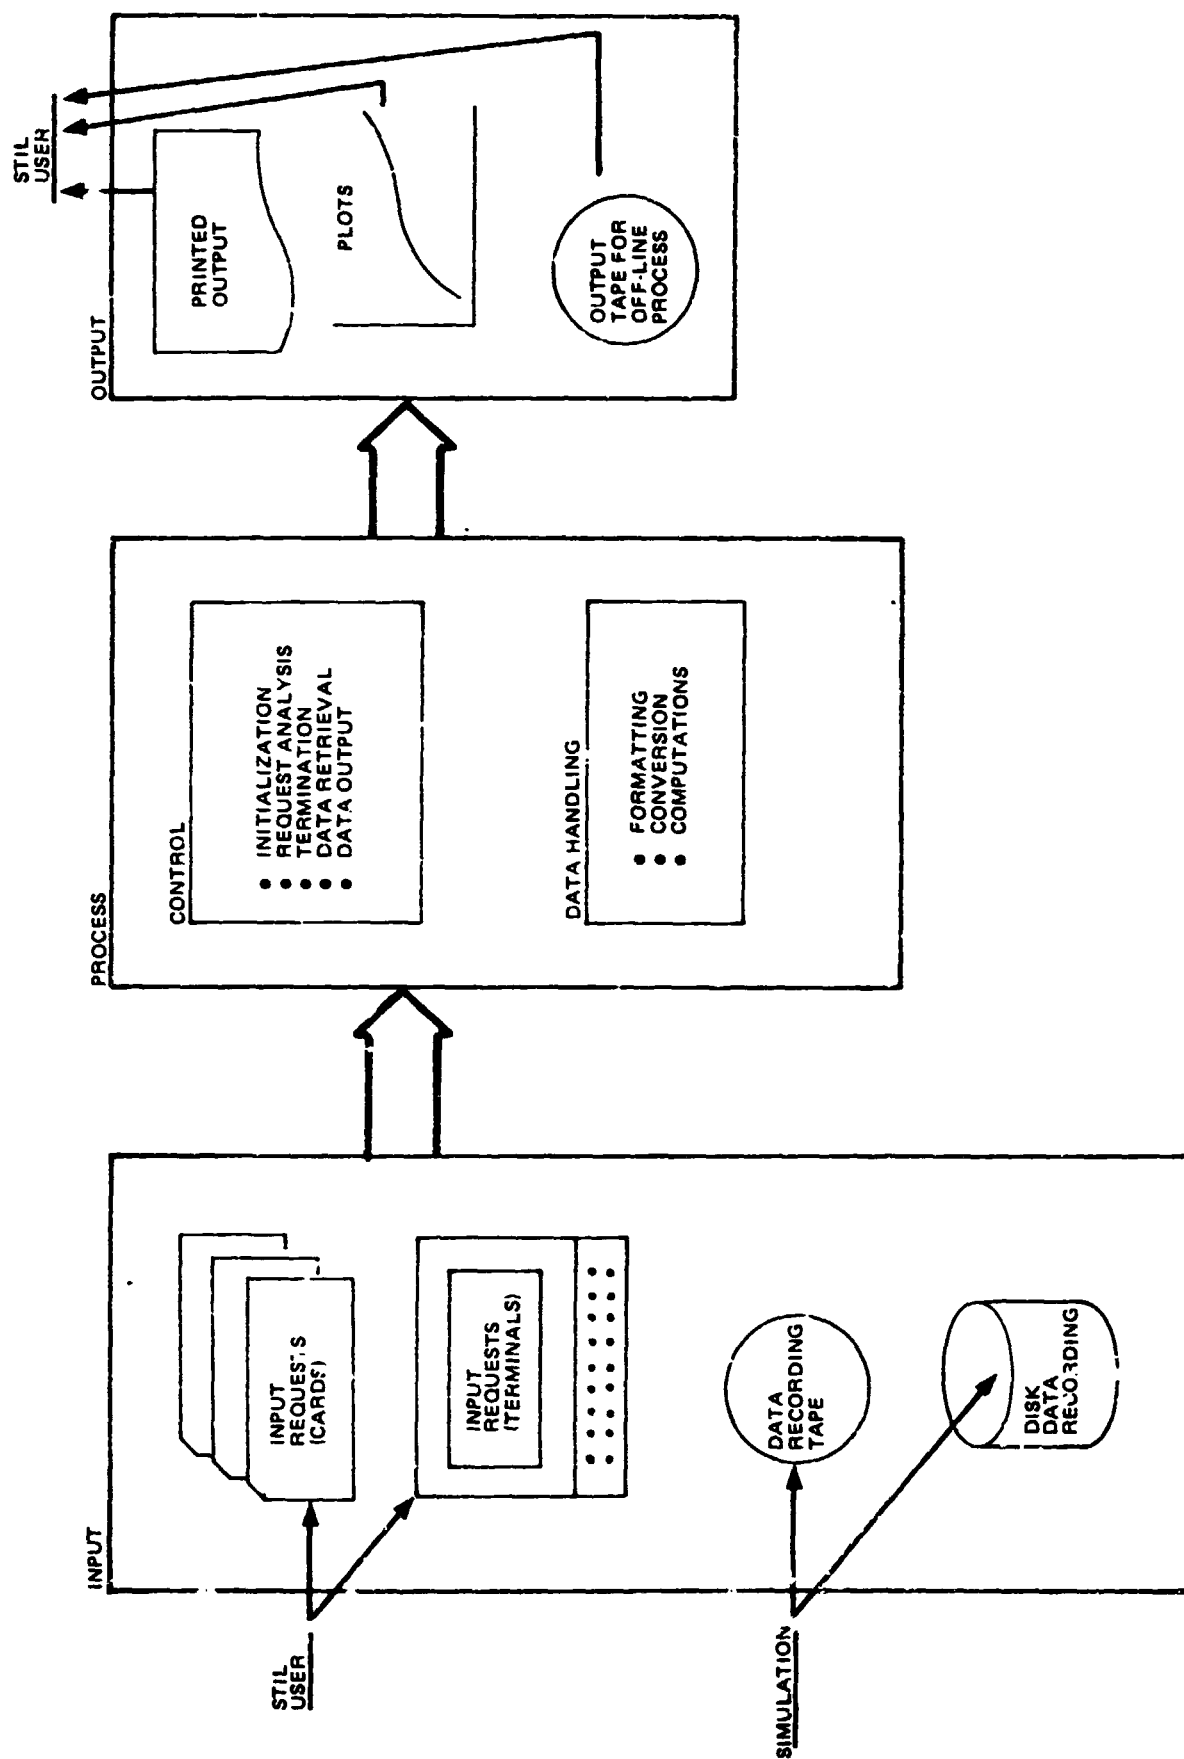 INPUT
STIL
USER
INPUT
REQUESTS
(CARDS)
INPUT
REQUESTS
(TERMINALS)
SIMULATION
DATA
RECORDING
TAPE
DISK
DATA
RECORDING
PROCESS
CONTROL
• INITIALIZATION
• REQUEST ANALYSIS
• TERMINATION
• DATA RETRIEVAL
• DATA OUTPUT
DATA HANDLING
• FORMATTING
• CONVERSION
• COMPUTATIONS
OUTPUT
PRINTED
OUTPUT
PLOTS
OUTPUT
TAPE FOR
OFF-LINE
PROCESS
STIL
USER